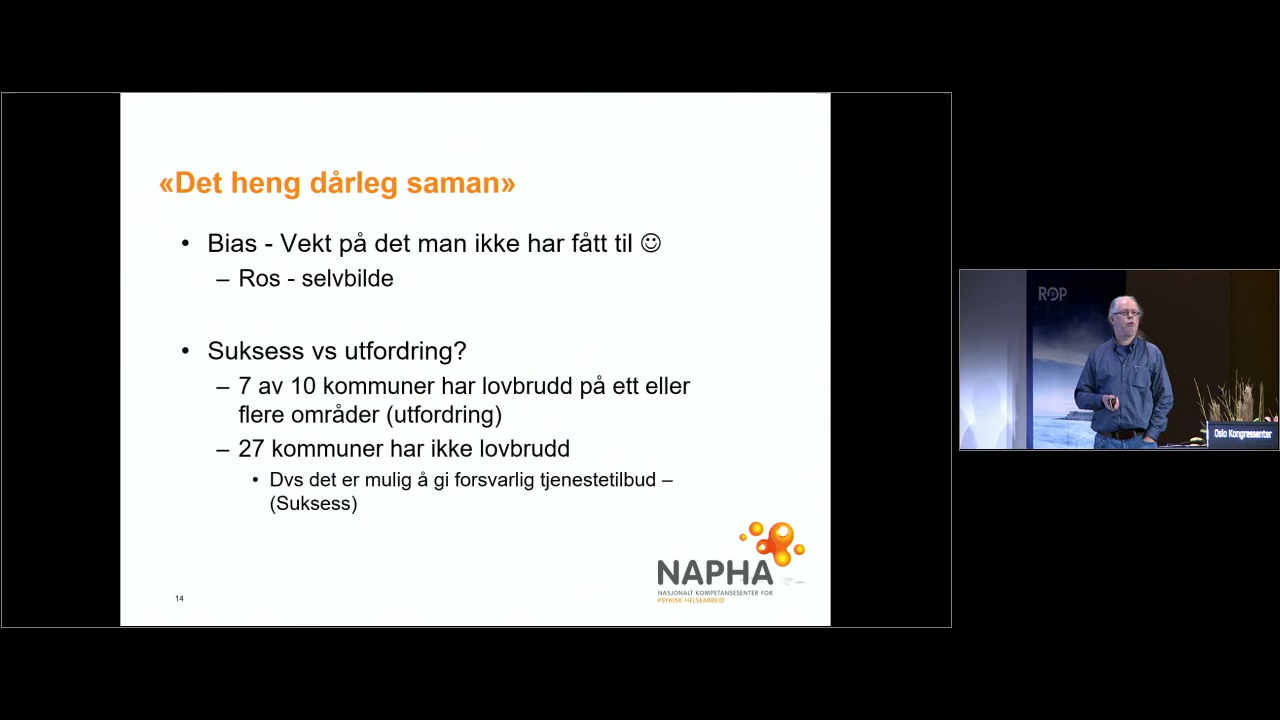 «Det heng dårleg saman»
• Bias - Vekt på det man ikke har fått til ☺
– Ros - selvbilde
• Suksess vs utfordring?
– 7 av 10 kommuner har lovbrudd på ett eller
flere områder (utfordring)
– 27 kommuner har ikke lovbrudd
• Dvs det er mulig å gi forsvarlig tjenestetilbud –
(Suksess)
NAPHA
NASJONALT KOMPETANSESENTER FOR
PSYKISK HELSEARBEID
14
ROP
Oslo Kongressenter